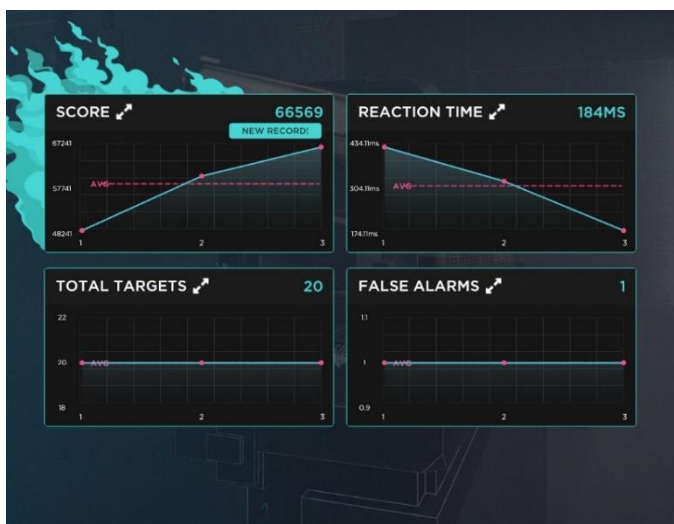 SCORE 66569
NEW RECORD!
67241
AVG
57741
48241
1 2 3
REACTION TIME 184MS
434.11ms
304.11ms AVG
174.11ms
1 2 3
TOTAL TARGETS 20
22
20 AVG
18
1 2 3
FALSE ALARMS 1
1.1
1 AVG
0.9
1 2 3